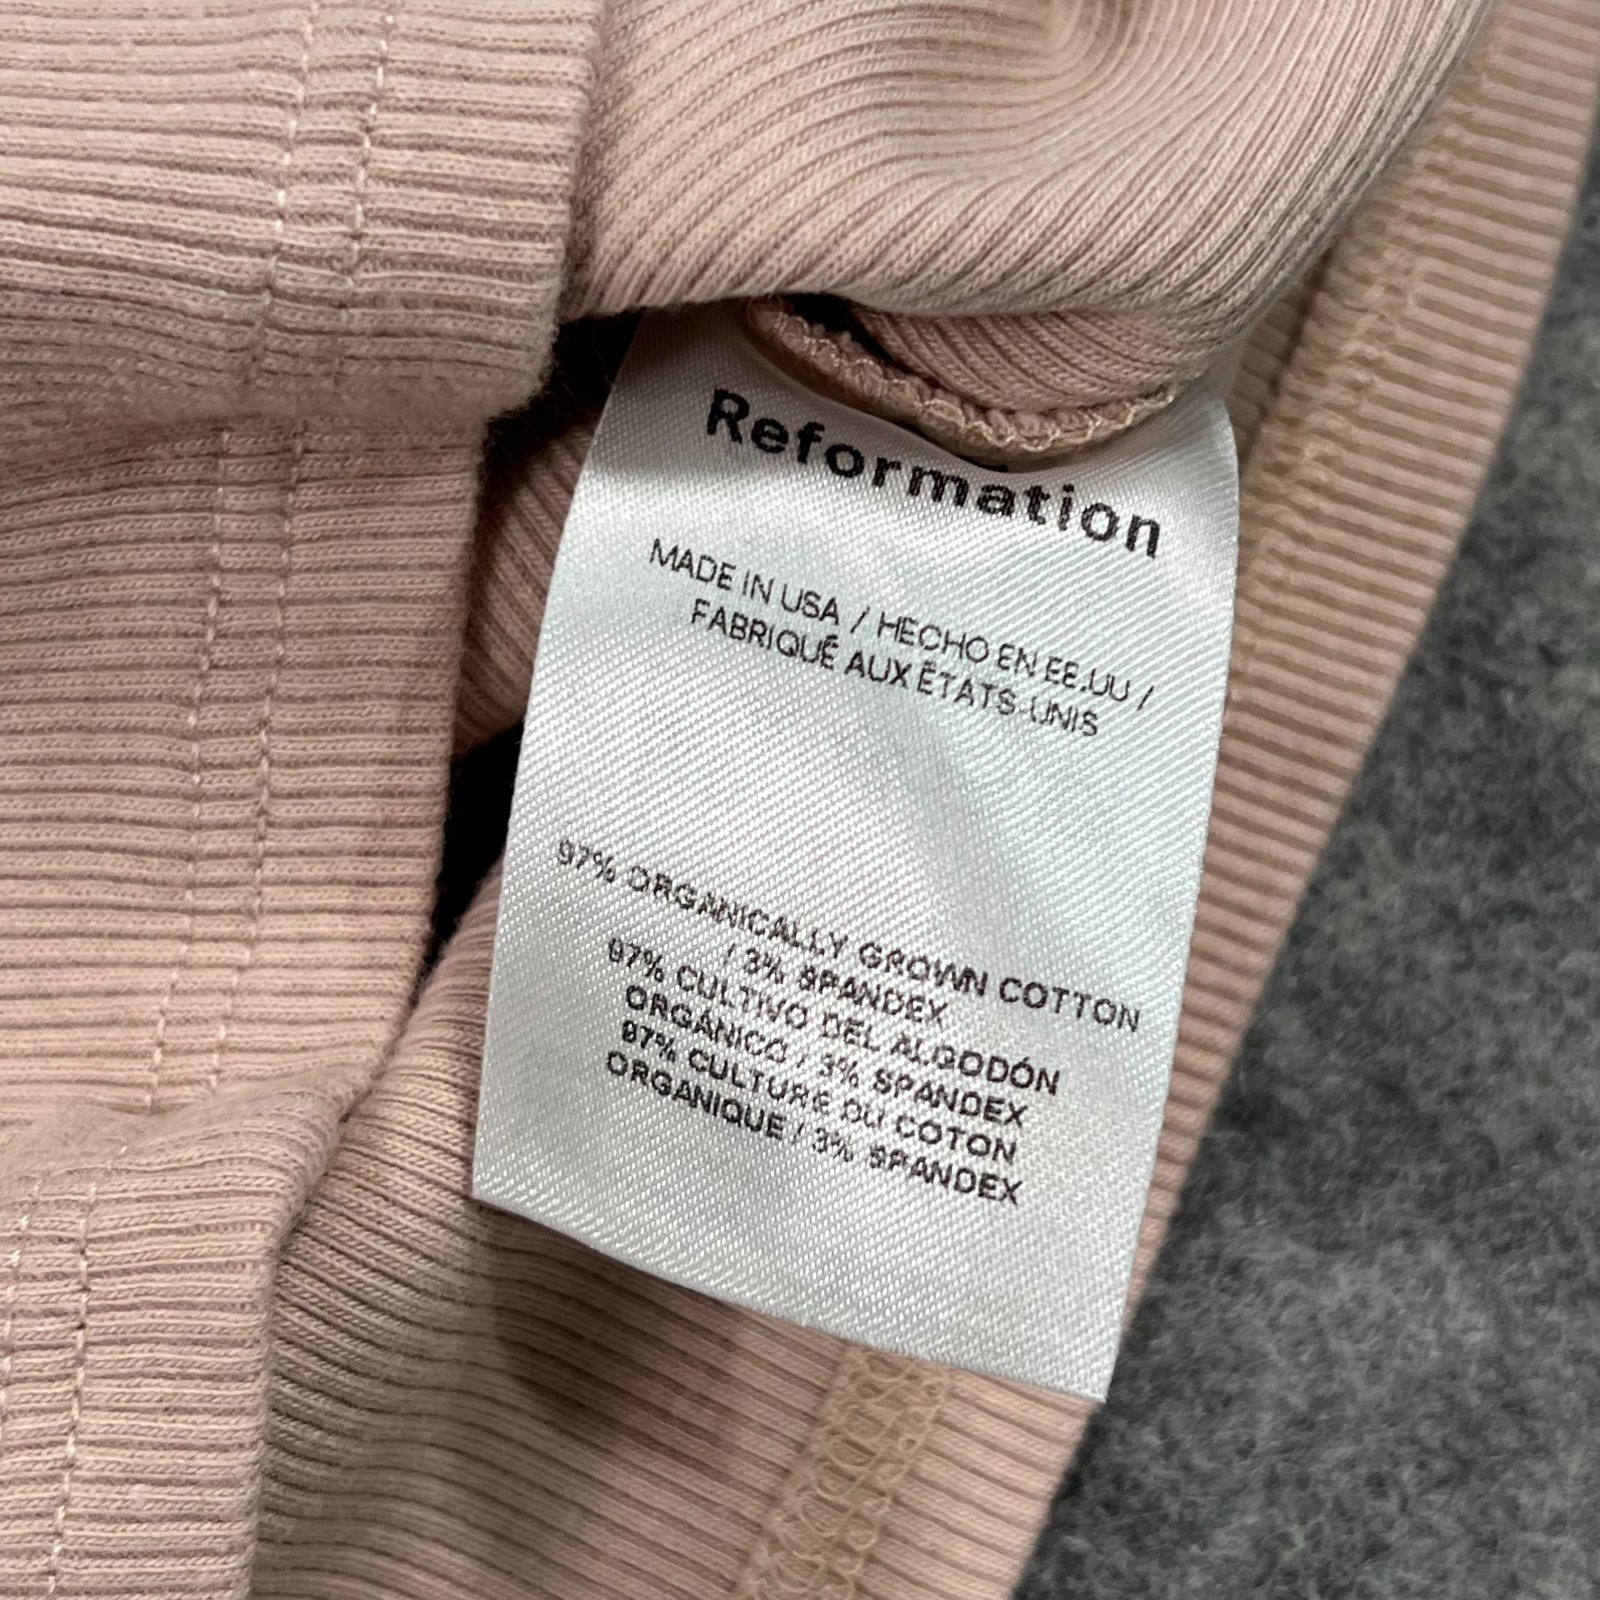 Reformation
MADE IN USA / HECHO EN EE.UU /
FABRIQUÉ AUX ÉTATS-UNIS
97% ORGANICALLY GROWN COTTON
/ 3% SPANDEX
97% CULTIVO DEL ALGODÓN
ORGÁNICO / 3% SPANDEX
97% CULTURE DU COTON
ORGANIQUE / 3% SPANDEX